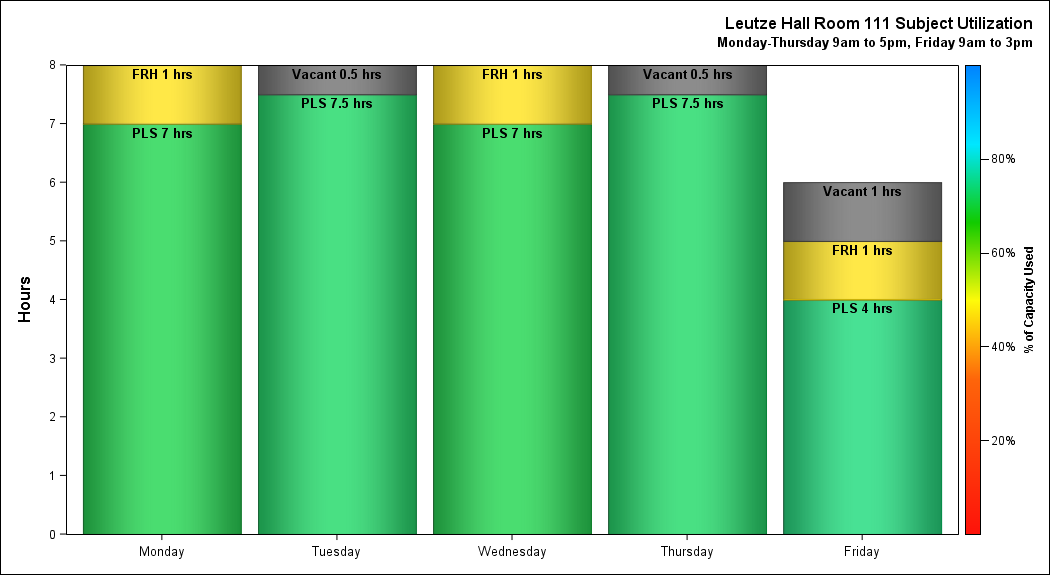 Leutze Hall Room 111 Subject Utilization
Monday-Thursday 9am to 5pm, Friday 9am to 3pm
8
7
6
5
4
3
2
1
0
Hours
FRH 1 hrs
PLS 7 hrs
Vacant 0.5 hrs
PLS 7.5 hrs
FRH 1 hrs
PLS 7 hrs
Vacant 0.5 hrs
PLS 7.5 hrs
Vacant 1 hrs
FRH 1 hrs
PLS 4 hrs
Monday
Tuesday
Wednesday
Thursday
Friday
80%
60%
40%
20%
% of Capacity Used